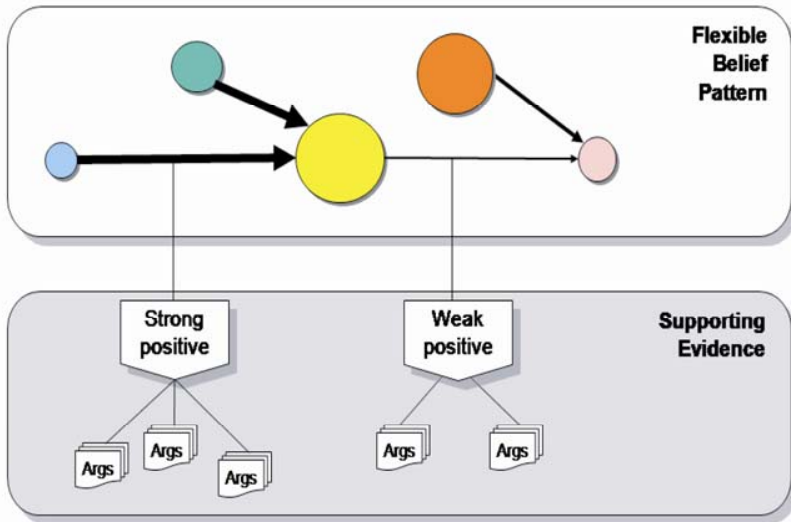 Flexible
Belief
Pattern
Strong
positive
Weak
positive
Supporting
Evidence
Args
Args
Args
Args
Args